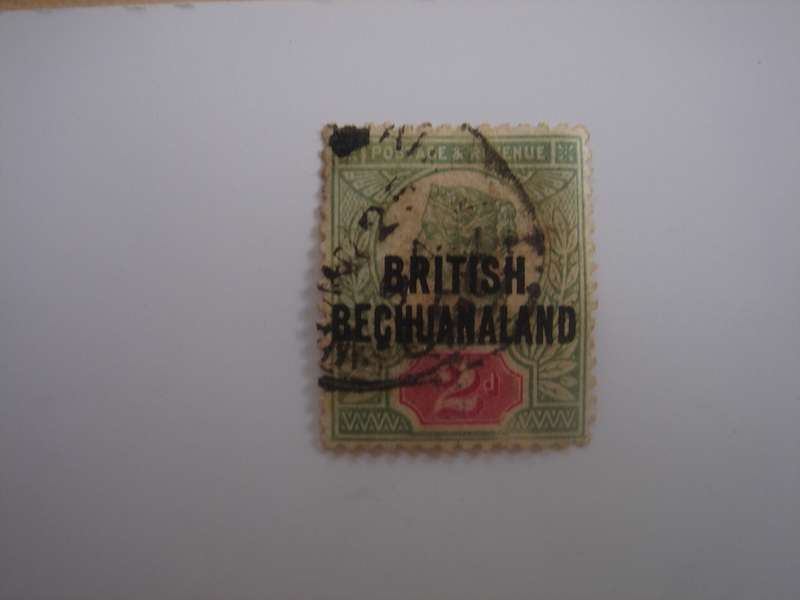 POSTAGE & REVENUE
BRITISH
BECHUANALAND
2d